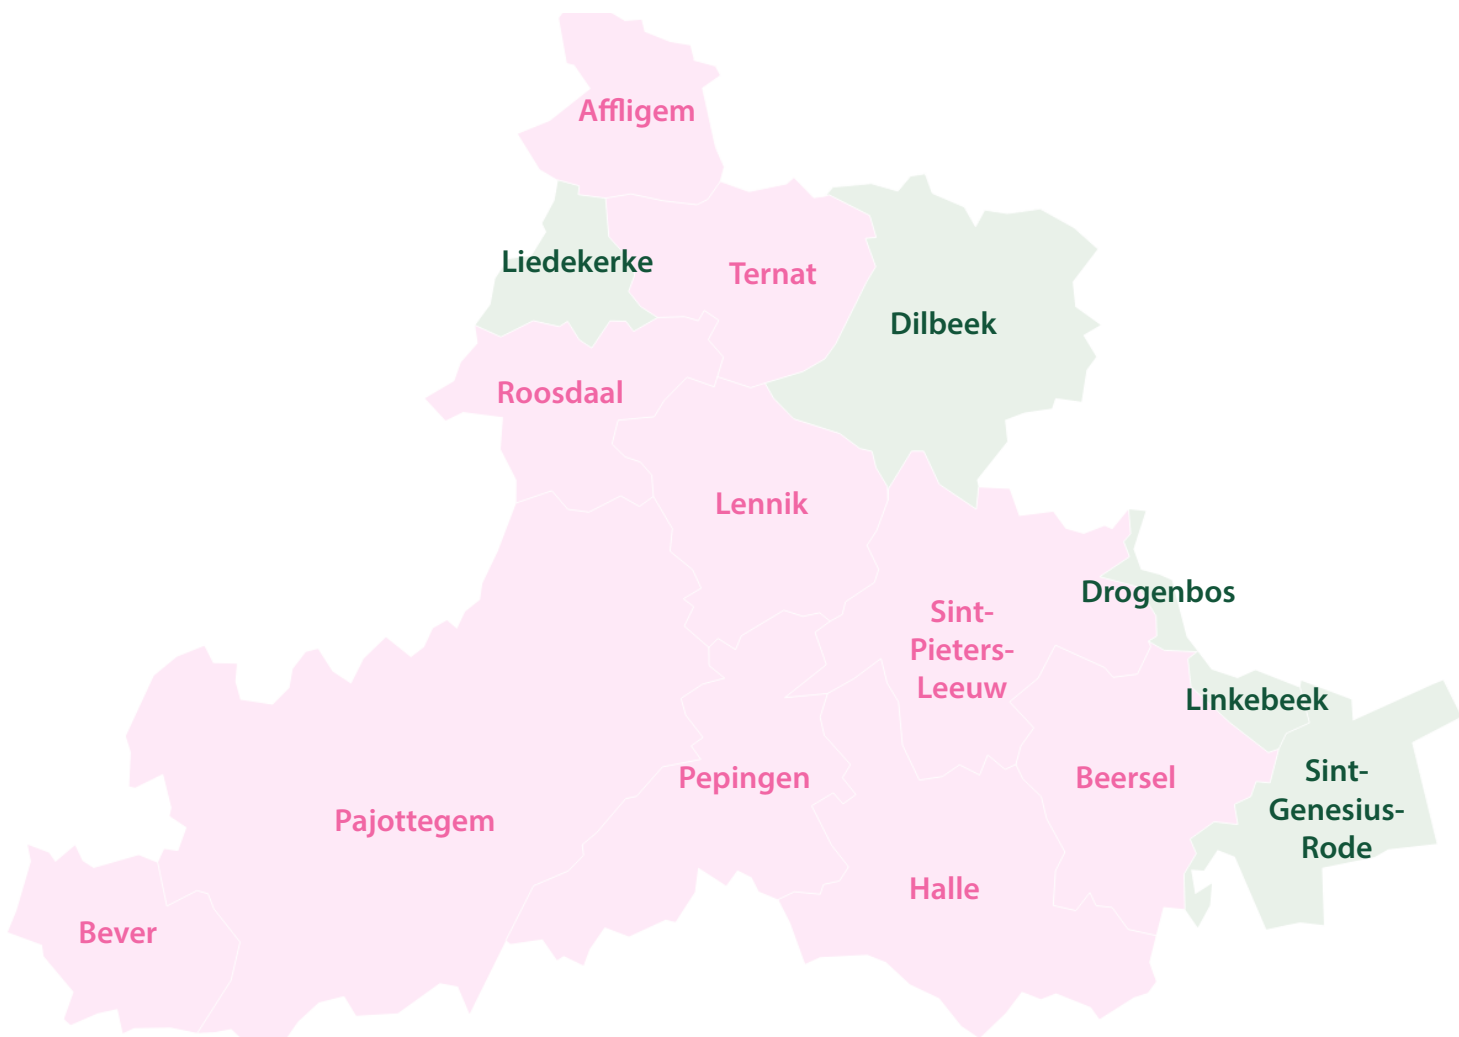 Affligem
Liedekerke
Ternat
Dilbeek
Roosdaal
Lennik
Drogenbos
Sint-
Pieters-
Leeuw
Linkebeek
Pepingen
Beersel
Sint-
Genesius-
Rode
Pajottegem
Halle
Bever